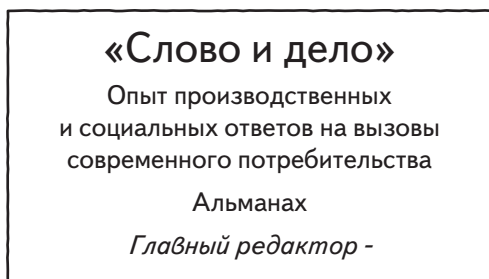 «Слово и дело»
Опыт производственных
и социальных ответов на вызовы
современного потребительства
Альманах
Главный редактор -